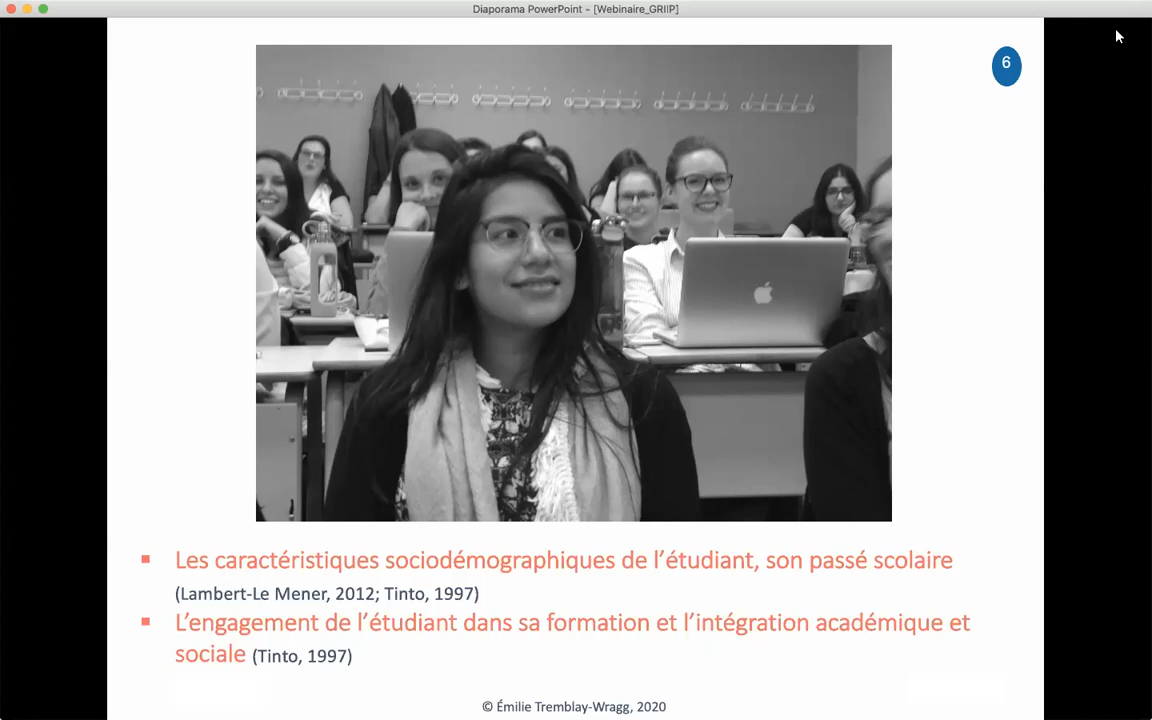 Diaporama PowerPoint - [Webinaire_GRIIP]
6
▪ Les caractéristiques sociodémographiques de l’étudiant, son passé scolaire
(Lambert-Le Mener, 2012; Tinto, 1997)
▪ L’engagement de l’étudiant dans sa formation et l’intégration académique et
sociale (Tinto, 1997)
© Émilie Tremblay-Wragg, 2020